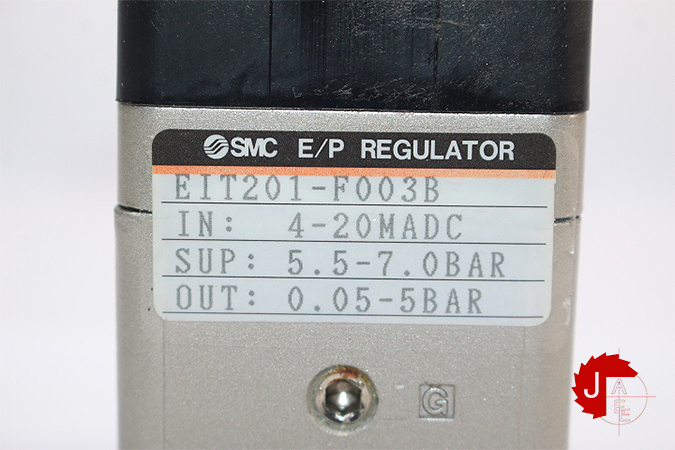 SMC E/P REGULATOR
EIT201-F003B
IN: 4-20MADC
SUP: 5.5-7.0BAR
OUT: 0.05-5BAR
G
J